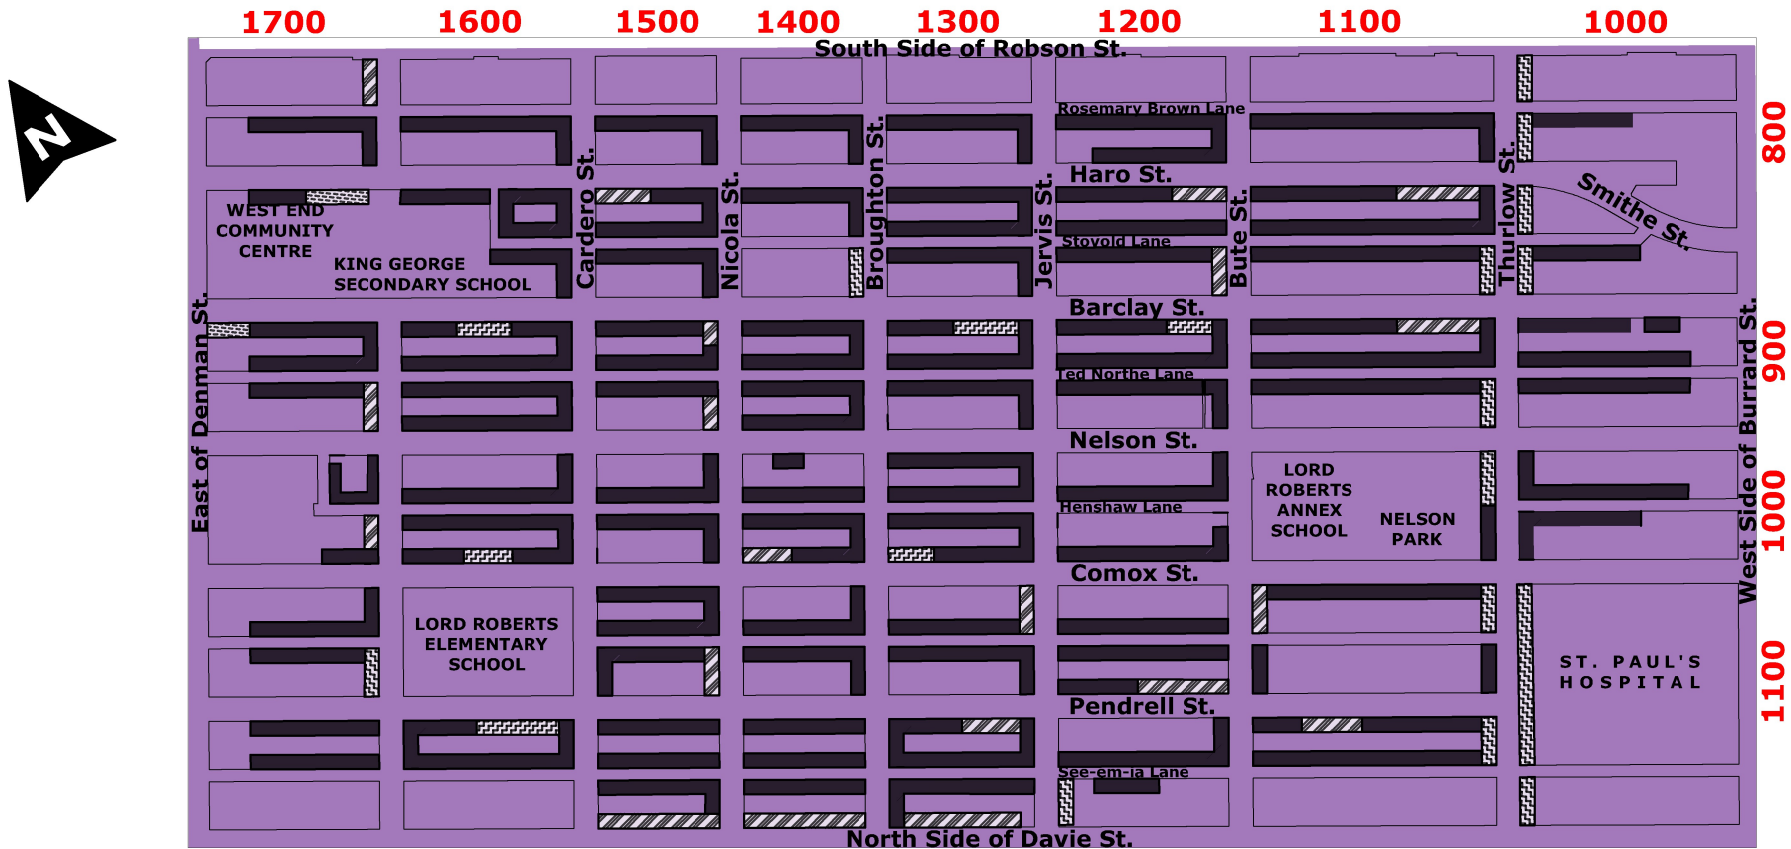 1700 1600 1500 1400 1300 1200 1100 1000
South Side of Robson St.
N
Rosemary Brown Lane
800
Haro St.
Smithe St.
WEST END
COMMUNITY
CENTRE
KING GEORGE
SECONDARY SCHOOL
Cardero St.
Nicola St.
Broughton St.
Jervis St.
Bute St.
Thurlow St.
Stovold Lane
Barclay St.
East of Denman St.
West Side of Burrard St.
900
Ted Northe Lane
Nelson St.
LORD
ROBERTS
ANNEX
SCHOOL
NELSON
PARK
1000
Henshaw Lane
Comox St.
LORD ROBERTS
ELEMENTARY
SCHOOL
ST. PAUL'S
HOSPITAL
1100
Pendrell St.
See-em-ia Lane
North Side of Davie St.